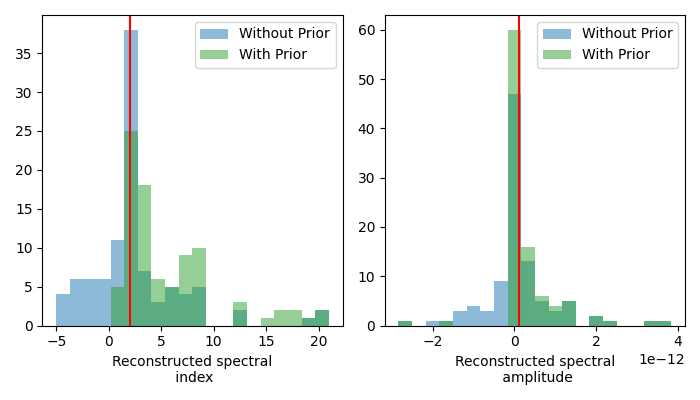 Without Prior
With Prior
35
30
25
20
15
10
5
0
−5
0
5
10
15
20
Reconstructed spectral
index
Without Prior
With Prior
60
50
40
30
20
10
0
−2
0
2
4
1e−12
Reconstructed spectral
amplitude